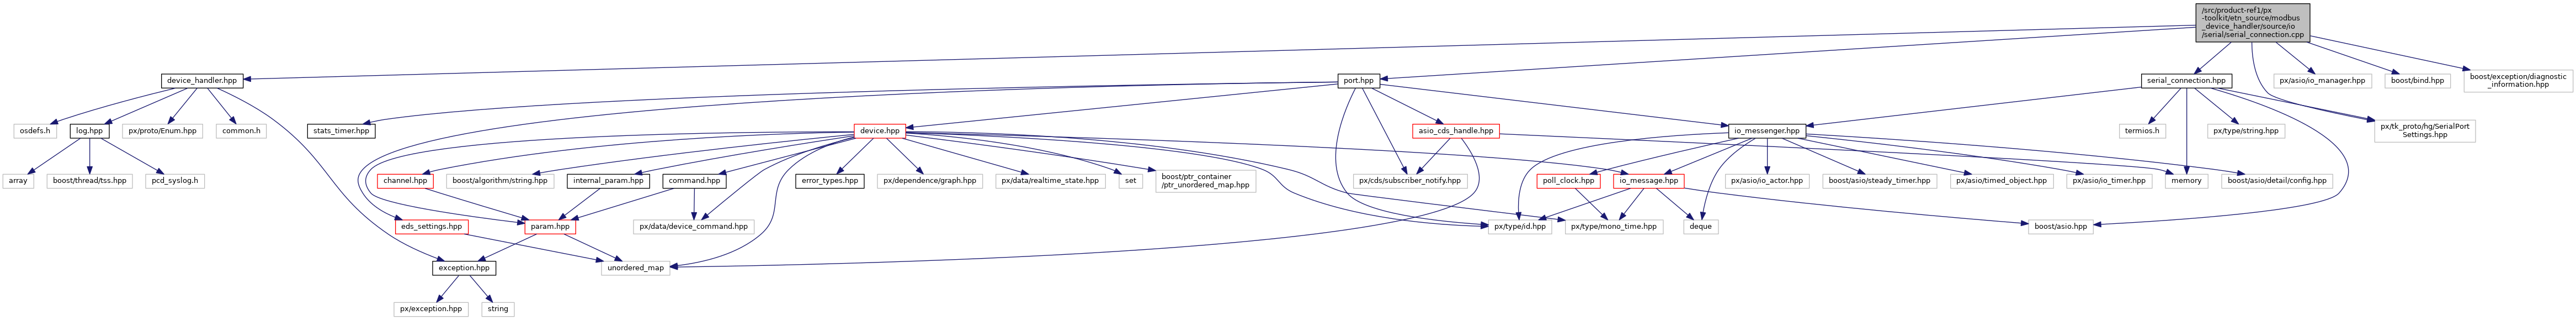 /src/product-ref1/px
-toolkit/etn_source/modbus
_device_handler/source/io
/serial/serial_connection.cpp
device_handler.hpp
port.hpp
serial_connection.hpp
px/asio/io_manager.hpp
boost/bind.hpp
boost/exception/diagnostic
_information.hpp
osdefs.h
log.hpp
px/proto/Enum.hpp
common.h
stats_timer.hpp
device.hpp
asio_cds_handle.hpp
io_messenger.hpp
termios.h
px/type/string.hpp
px/tk_proto/hg/SerialPort
Settings.hpp
array
boost/thread/tss.hpp
pcd_syslog.h
channel.hpp
boost/algorithm/string.hpp
internal_param.hpp
command.hpp
error_types.hpp
px/dependence/graph.hpp
px/data/realtime_state.hpp
set
boost/ptr_container
/ptr_unordered_map.hpp
px/cds/subscriber_notify.hpp
poll_clock.hpp
io_message.hpp
px/asio/io_actor.hpp
boost/asio/steady_timer.hpp
px/asio/timed_object.hpp
px/asio/io_timer.hpp
memory
boost/asio/detail/config.hpp
eds_settings.hpp
param.hpp
px/data/device_command.hpp
px/type/id.hpp
px/type/mono_time.hpp
deque
boost/asio.hpp
exception.hpp
unordered_map
px/exception.hpp
string